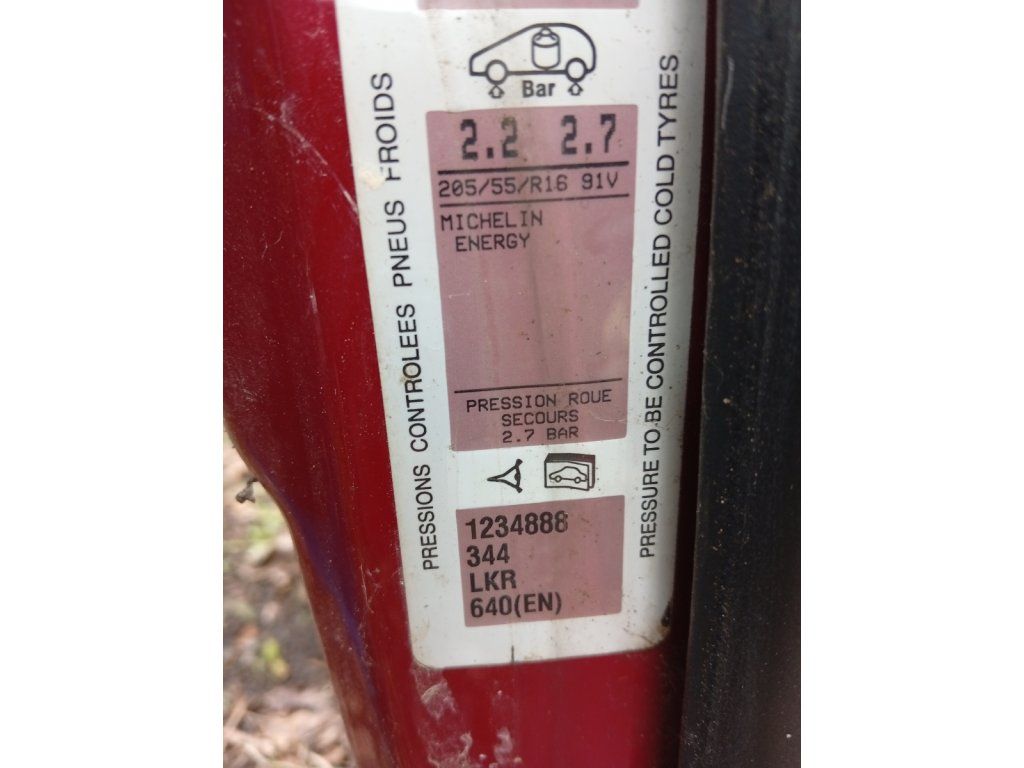 Bar
2.2 2.7
205/55/R16 91V
MICHELIN
ENERGY
PRESSION ROUE
SECOURS
2.7 BAR
1234888
344
LKR
640(EN)
PRESSIONS CONTROLEES PNEUS FROIDS
PRESSURE TO BE CONTROLLED COLD TYRES